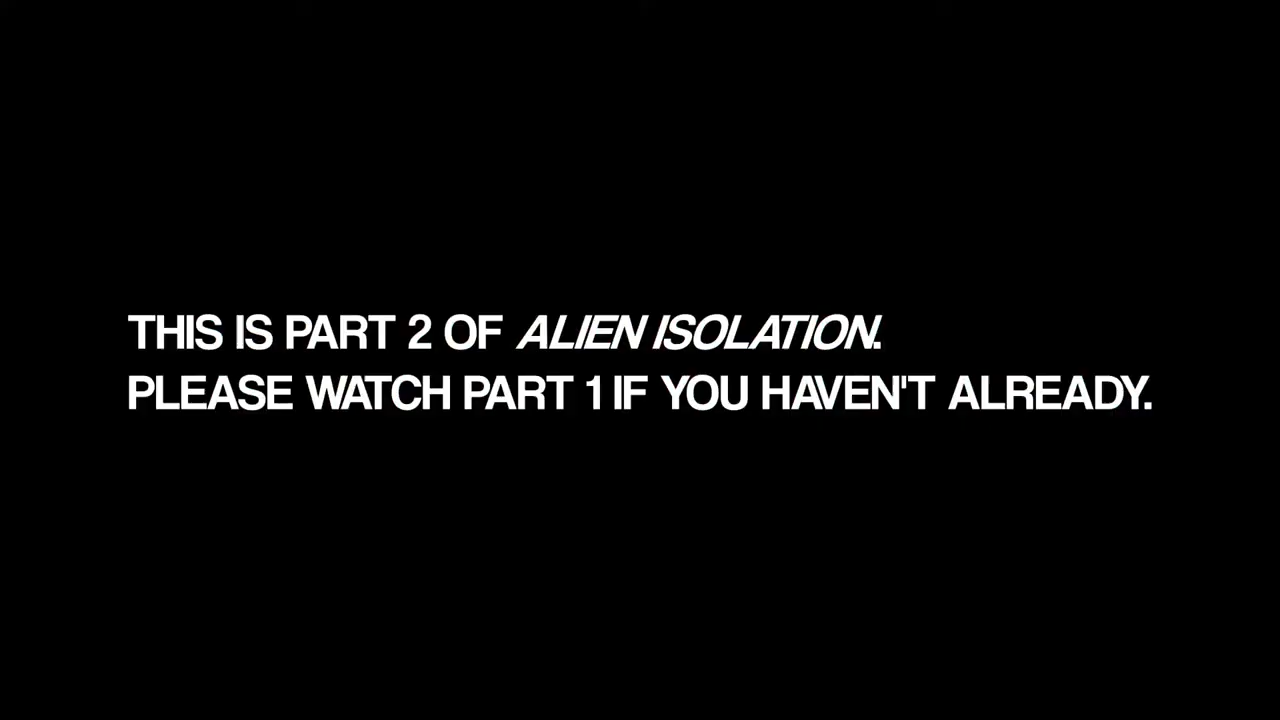 THIS IS PART 2 OF ALIEN ISOLATION.
PLEASE WATCH PART 1 IF YOU HAVEN'T ALREADY.